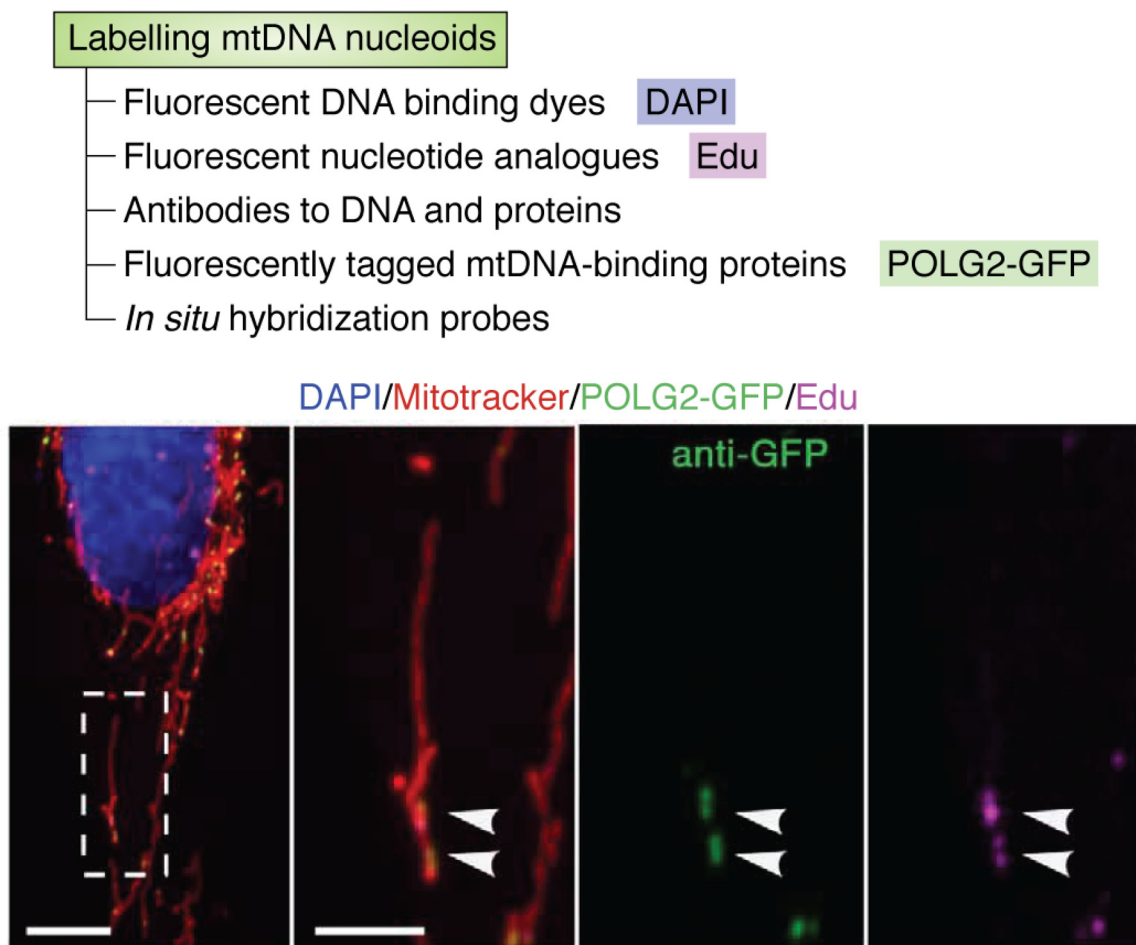 Labelling mtDNA nucleoids
Fluorescent DNA binding dyes DAPI
Fluorescent nucleotide analogues Edu
Antibodies to DNA and proteins
Fluorescently tagged mtDNA-binding proteins POLG2-GFP
In situ hybridization probes
DAPI/Mitotracker/POLG2-GFP/Edu
anti-GFP